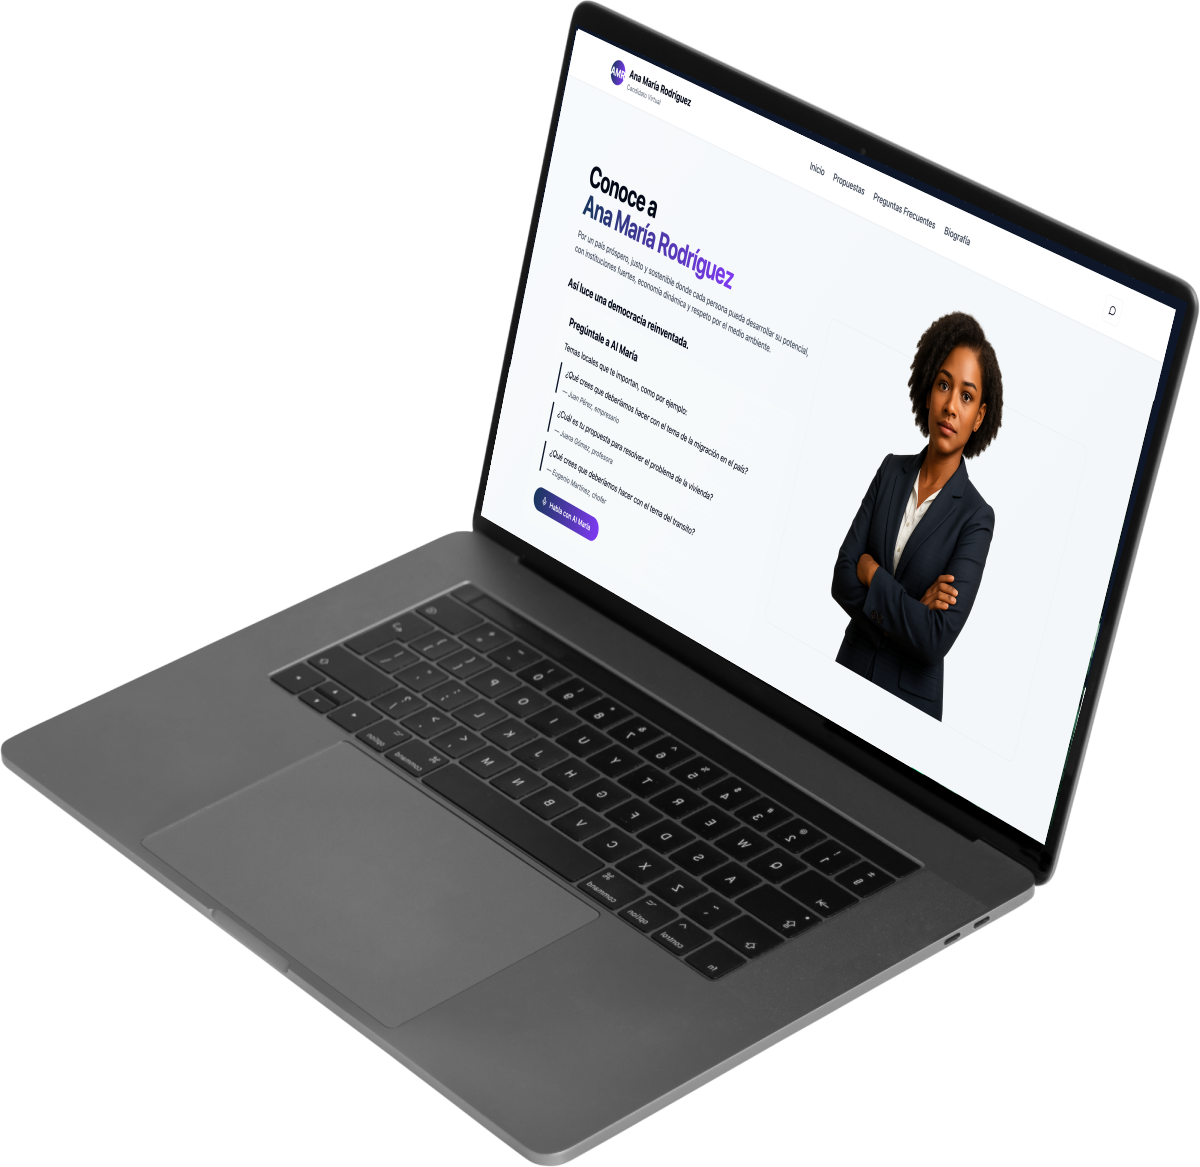 AMR
Ana María Rodríguez
Candidato Virtual
Inicio Propuestas Preguntas Frecuentes Biografía
Conoce a
Ana María Rodríguez
Por un país próspero, justo y sostenible donde cada persona pueda desarrollar su potencial,
con instituciones fuertes, economía dinámica y respeto por el medio ambiente.
Así luce una democracia reinventada.
Pregúntale a AI María
Temas locales que te importan, como por ejemplo:
¿Qué crees que deberíamos hacer con el tema de la migración en el país?
— Juan Pérez, empresario
¿Cuál es tu propuesta para resolver el problema de la vivienda?
— Juana Gómez, profesora
¿Qué crees que deberíamos hacer con el tema del transito?
— Eugenio Martínez, chofer
Habla con AI María